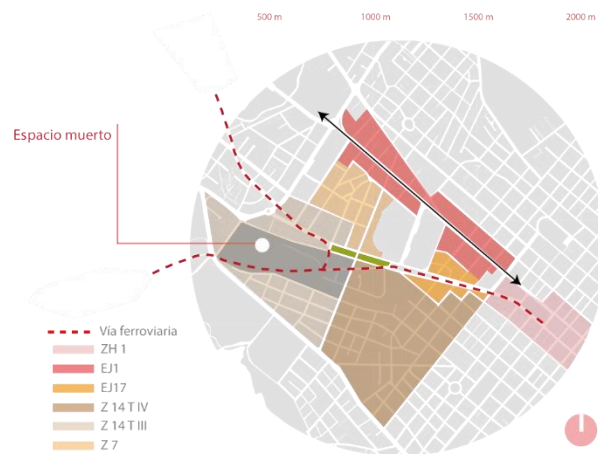 500 m 1000 m 1500 m 2000 m
Espacio muerto
Vía ferroviaria
ZH 1
EJ1
EJ17
Z 14 T IV
Z 14 T III
Z 7